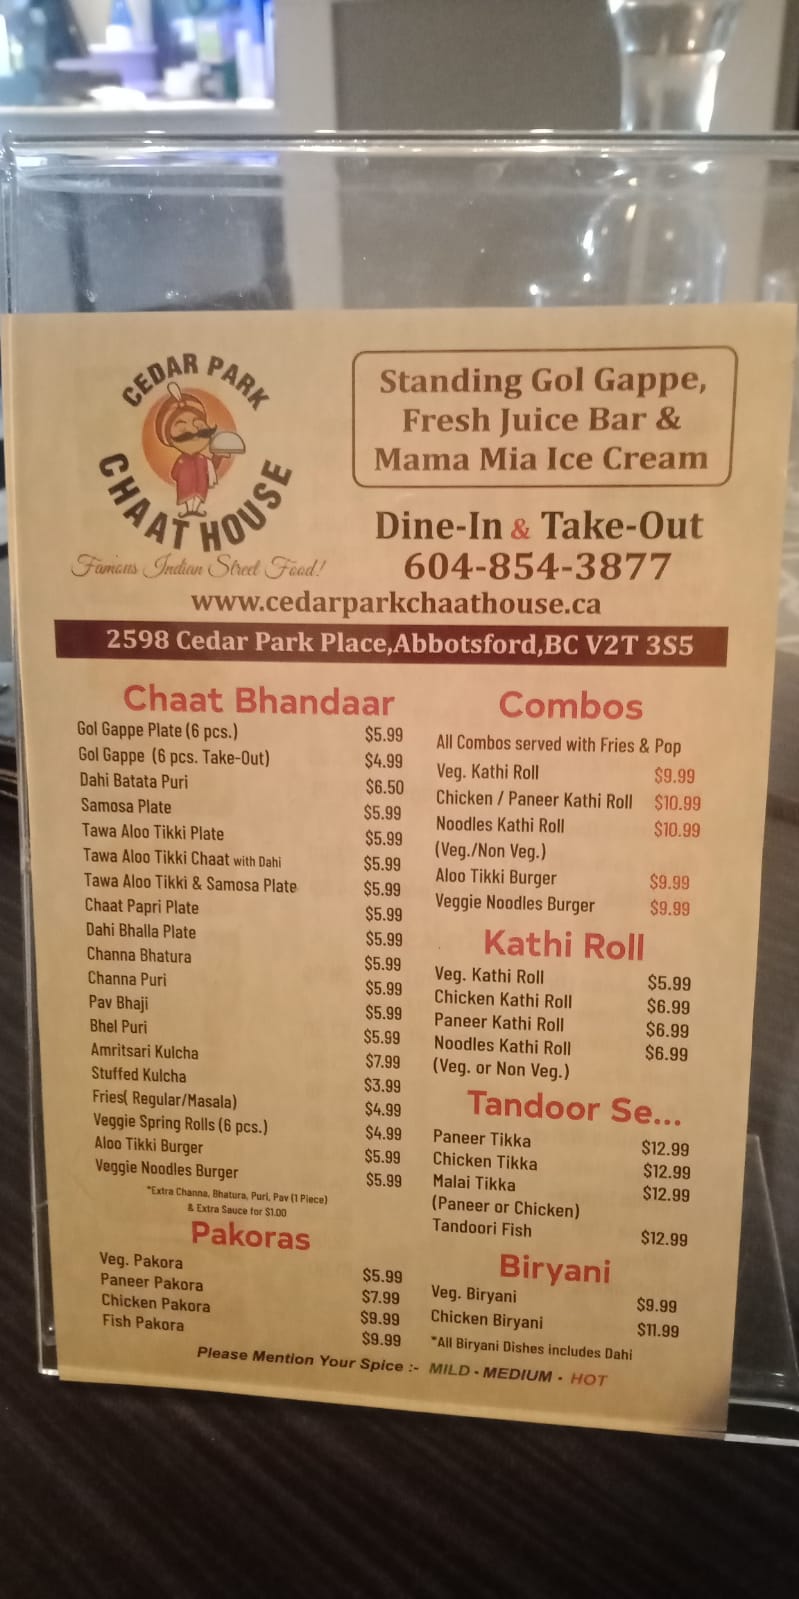 CEDAR PARK
CHAAT HOUSE
Famous Indian Street Food!
Standing Gol Gappe,
Fresh Juice Bar &
Mama Mia Ice Cream
Dine-In & Take-Out
604-854-3877
www.cedarparkchaathouse.ca
2598 Cedar Park Place,Abbotsford,BC V2T 3S5
Chaat Bhandaar
Gol Gappe Plate (6 pcs.) $5.99
Gol Gappe (6 pcs. Take-Out) $4.99
Dahi Batata Puri $6.50
Samosa Plate $5.99
Tawa Aloo Tikki Plate $5.99
Tawa Aloo Tikki Chaat with Dahi $5.99
Tawa Aloo Tikki & Samosa Plate $5.99
Chaat Papri Plate $5.99
Dahi Bhalla Plate $5.99
Channa Bhatura $5.99
Channa Puri $5.99
Pav Bhaji $5.99
Bhel Puri $5.99
Amritsari Kulcha $7.99
Stuffed Kulcha $3.99
Fries( Regular/Masala) $4.99
Veggie Spring Rolls (6 pcs.) $4.99
Aloo Tikki Burger $5.99
Veggie Noodles Burger $5.99
*Extra Channa, Bhatura, Puri, Pav (1 Piece)
& Extra Sauce for $1.00
Pakoras
Veg. Pakora $5.99
Paneer Pakora $7.99
Chicken Pakora $9.99
Fish Pakora $9.99
Combos
All Combos served with Fries & Pop
Veg. Kathi Roll $9.99
Chicken / Paneer Kathi Roll $10.99
Noodles Kathi Roll $10.99
(Veg./Non Veg.)
Aloo Tikki Burger $9.99
Veggie Noodles Burger $9.99
Kathi Roll
Veg. Kathi Roll $5.99
Chicken Kathi Roll $6.99
Paneer Kathi Roll $6.99
Noodles Kathi Roll $6.99
(Veg. or Non Veg.)
Tandoor Se...
Paneer Tikka $12.99
Chicken Tikka $12.99
Malai Tikka $12.99
(Paneer or Chicken)
Tandoori Fish $12.99
Biryani
Veg. Biryani $9.99
Chicken Biryani $11.99
*All Biryani Dishes includes Dahi
Please Mention Your Spice :- MILD - MEDIUM - HOT